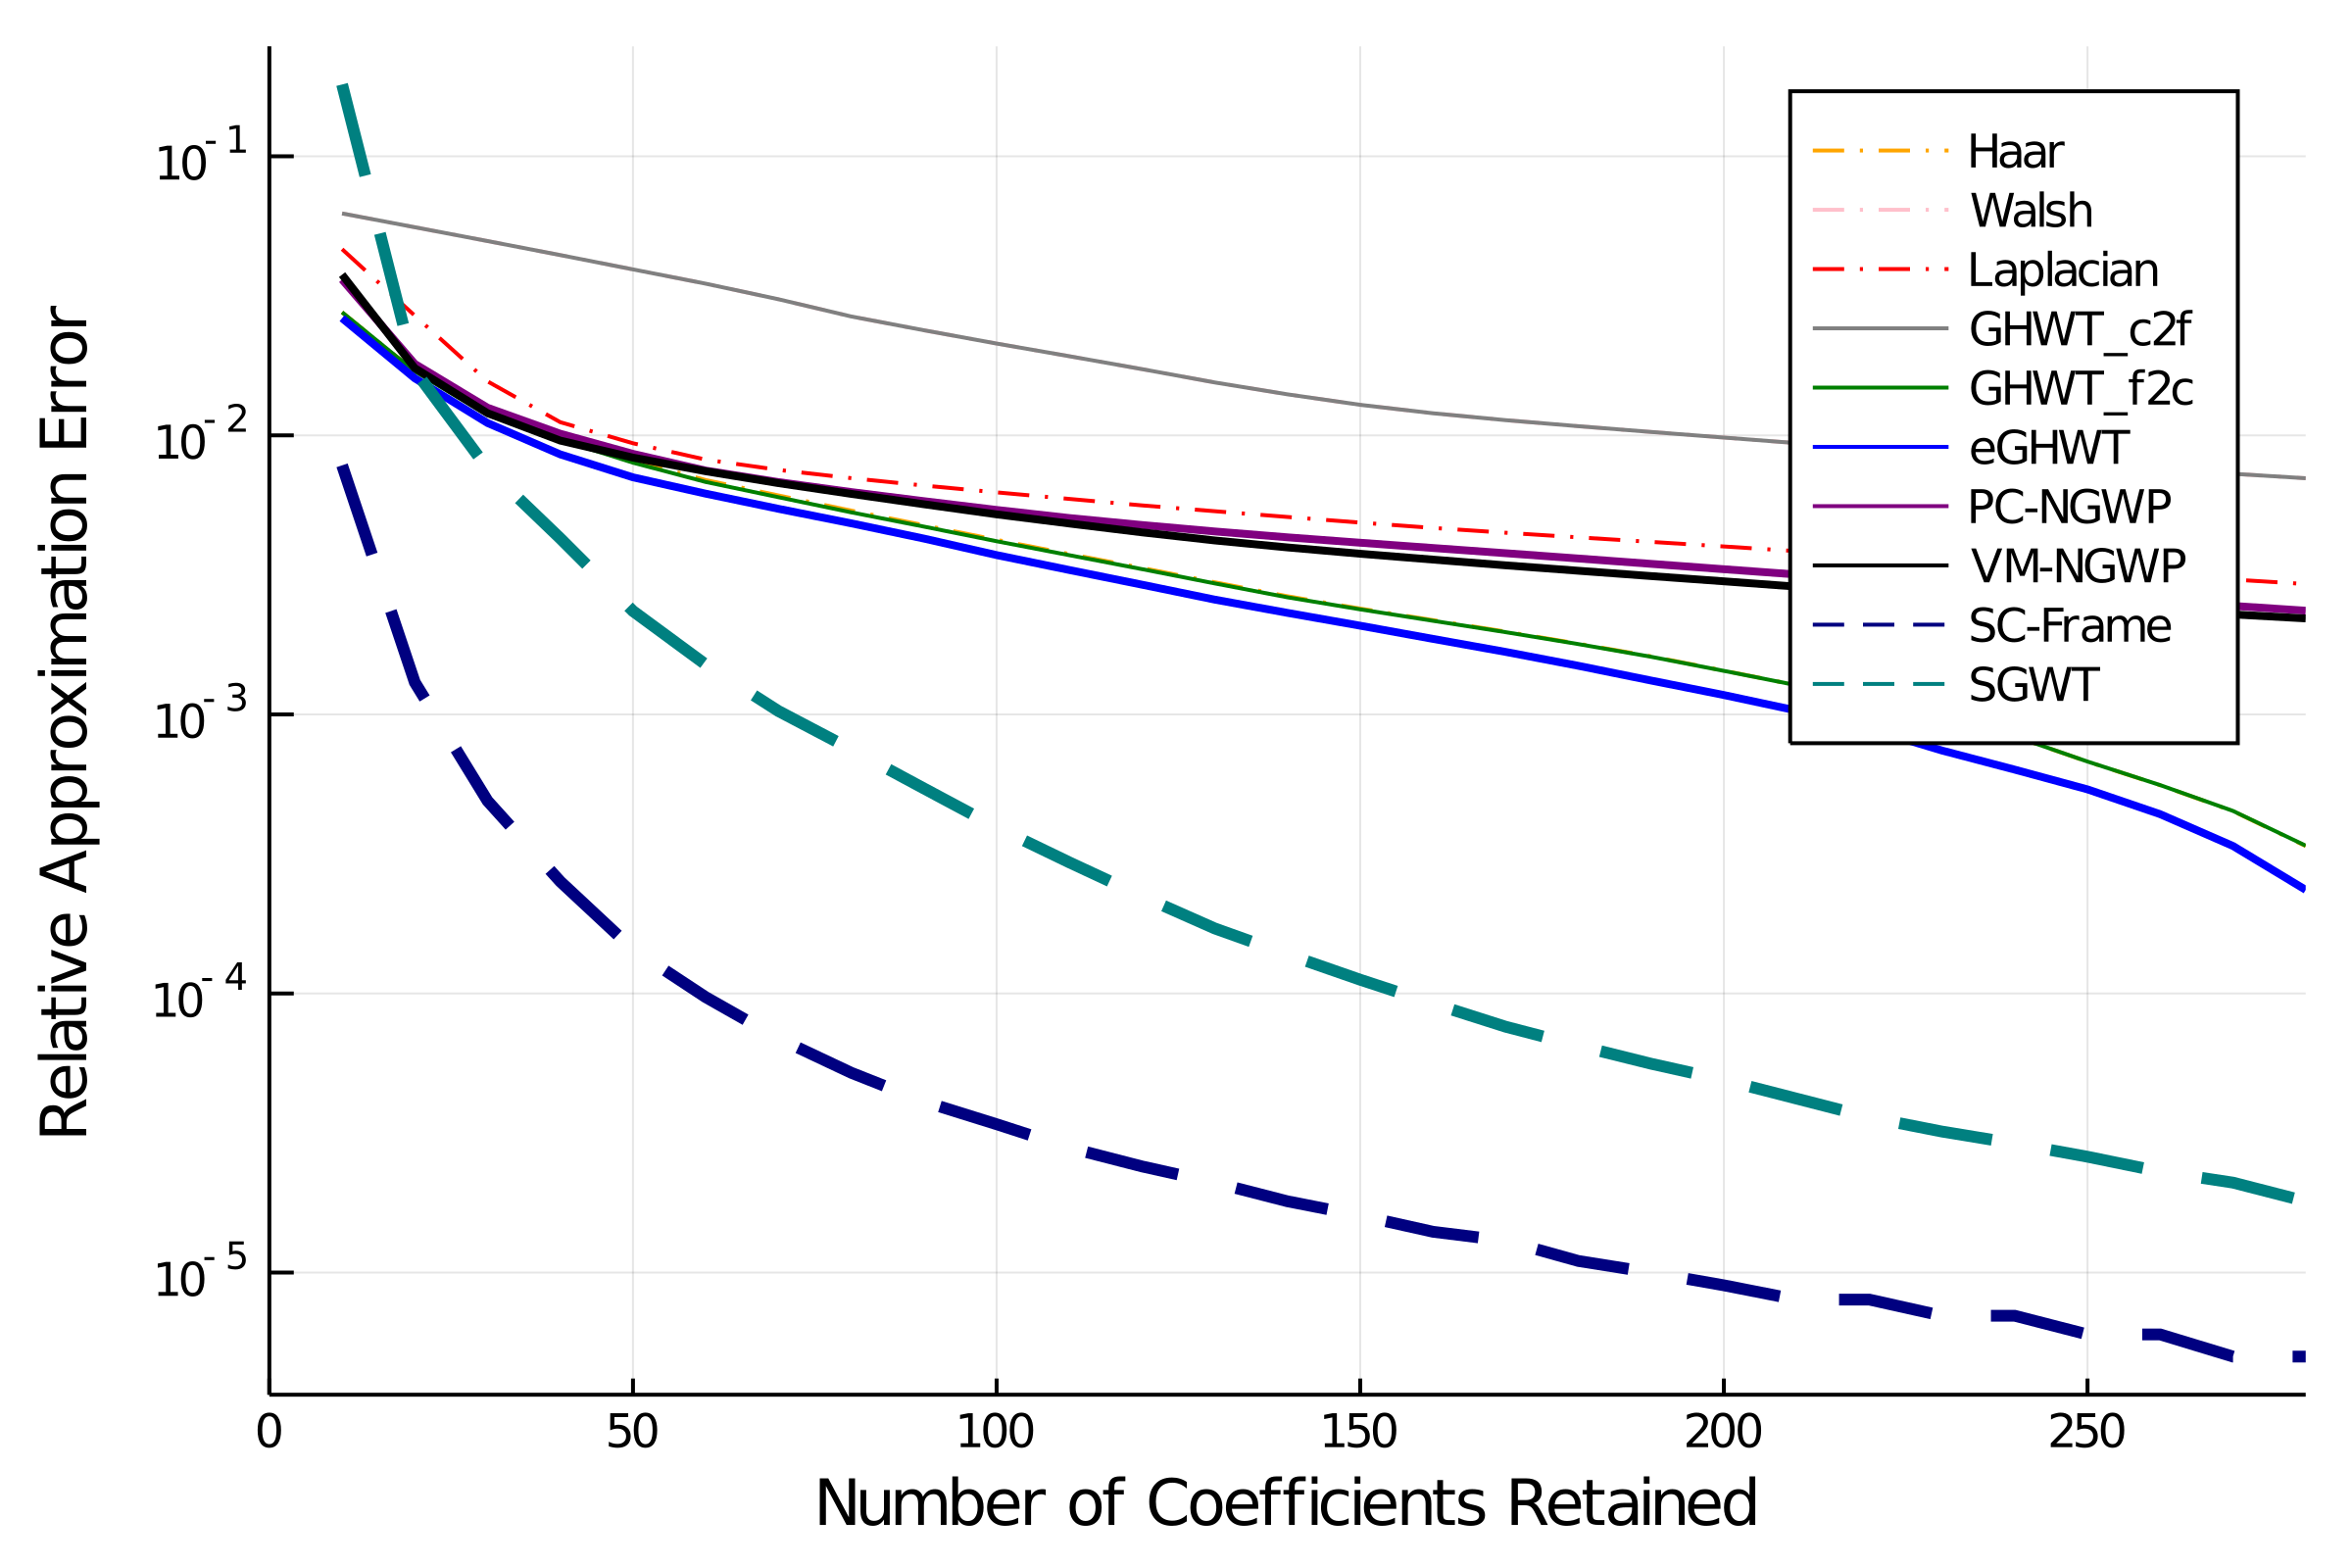 Relative Approximation Error
10^-1
10^-2
10^-3
10^-4
10^-5
Haar
Walsh
Laplacian
GHWT_c2f
GHWT_f2c
eGHWT
PC-NGWP
VM-NGWP
SC-Frame
SGWT
0 50 100 150 200 250
Number of Coefficients Retained